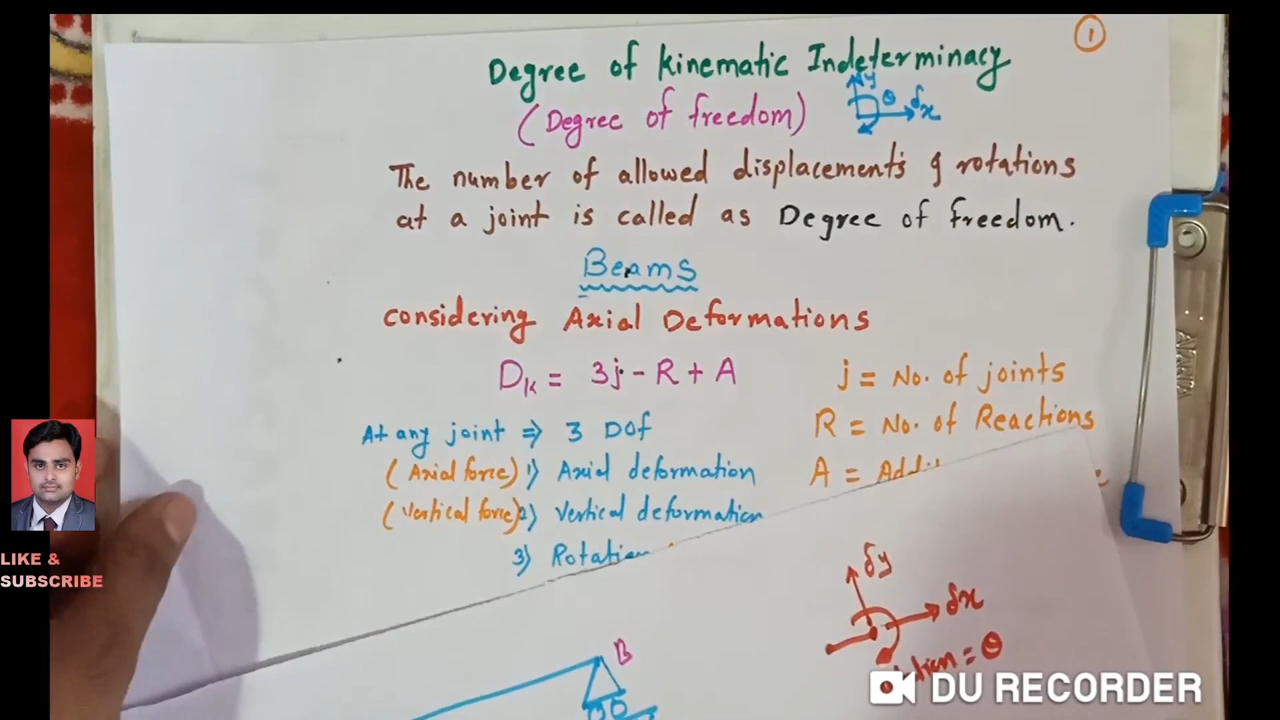 1
Degree of kinematic Indeterminacy
(Degree of freedom)
y θ δx
The number of allowed displacements & rotations
at a joint is called as Degree of freedom.
Beams
considering Axial Deformations
Dk = 3j - R + A
j = No. of joints
R = No. of Reactions
A =
At any joint ⇒ 3 DOf
(Axial force) 1) Axial deformation
(Vertical force) 2) Vertical deformation
3) Rotation
δy
δx
= θ
B
LIKE &
SUBSCRIBE
DU RECORDER